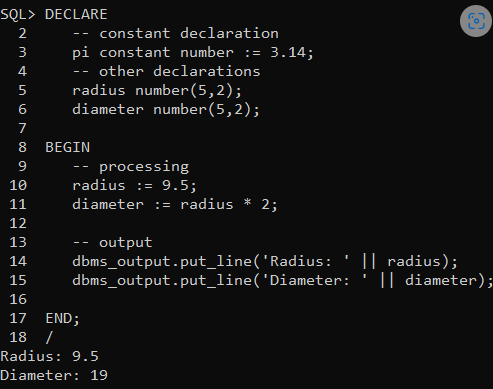 SQL> DECLARE
  2     -- constant declaration
  3     pi constant number := 3.14;
  4     -- other declarations
  5     radius number(5,2);
  6     diameter number(5,2);
  7
  8  BEGIN
  9     -- processing
 10     radius := 9.5;
 11     diameter := radius * 2;
 12
 13     -- output
 14     dbms_output.put_line('Radius: ' || radius);
 15     dbms_output.put_line('Diameter: ' || diameter);
 16
 17  END;
 18  /
Radius: 9.5
Diameter: 19